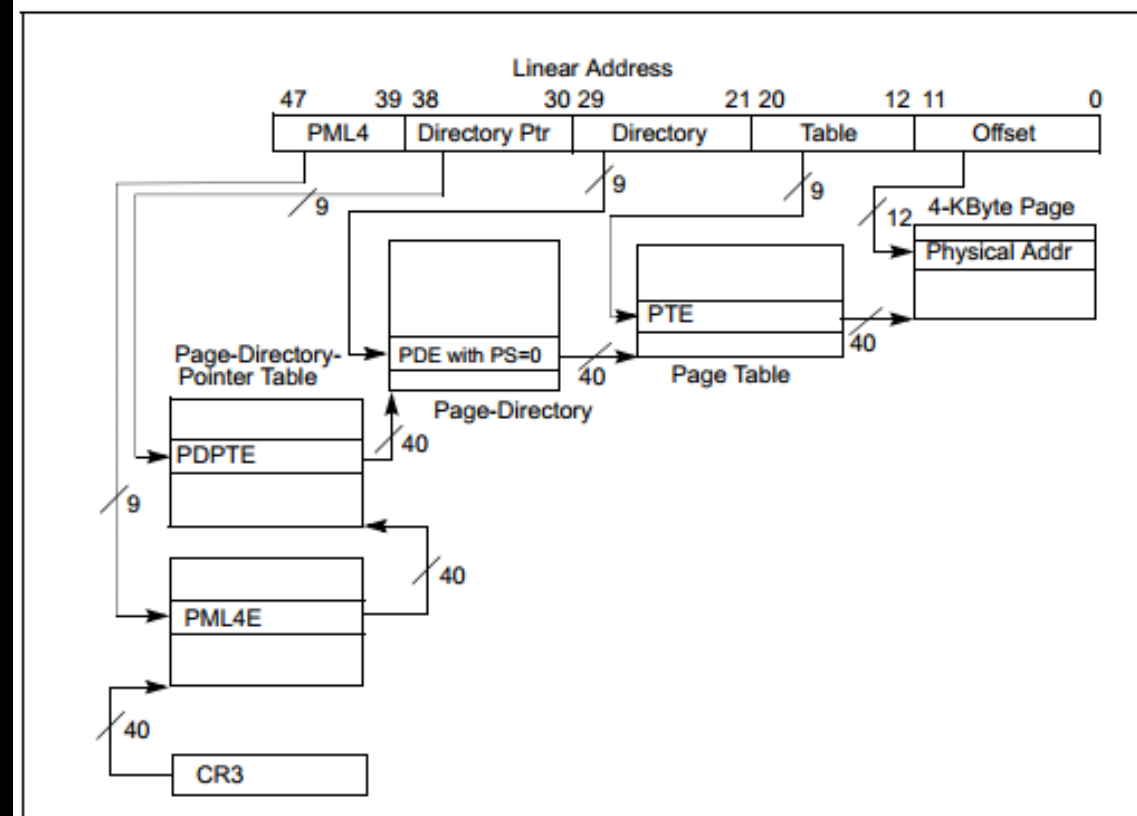 Linear Address
47 39 38 30 29 21 20 12 11 0
PML4 Directory Ptr Directory Table Offset
9 9 9
12 4-KByte Page
Physical Addr
PTE
40
PDE with PS=0
40
Page Table
Page-Directory-
Pointer Table
Page-Directory
40
PDPTE
9
40
PML4E
40
CR3